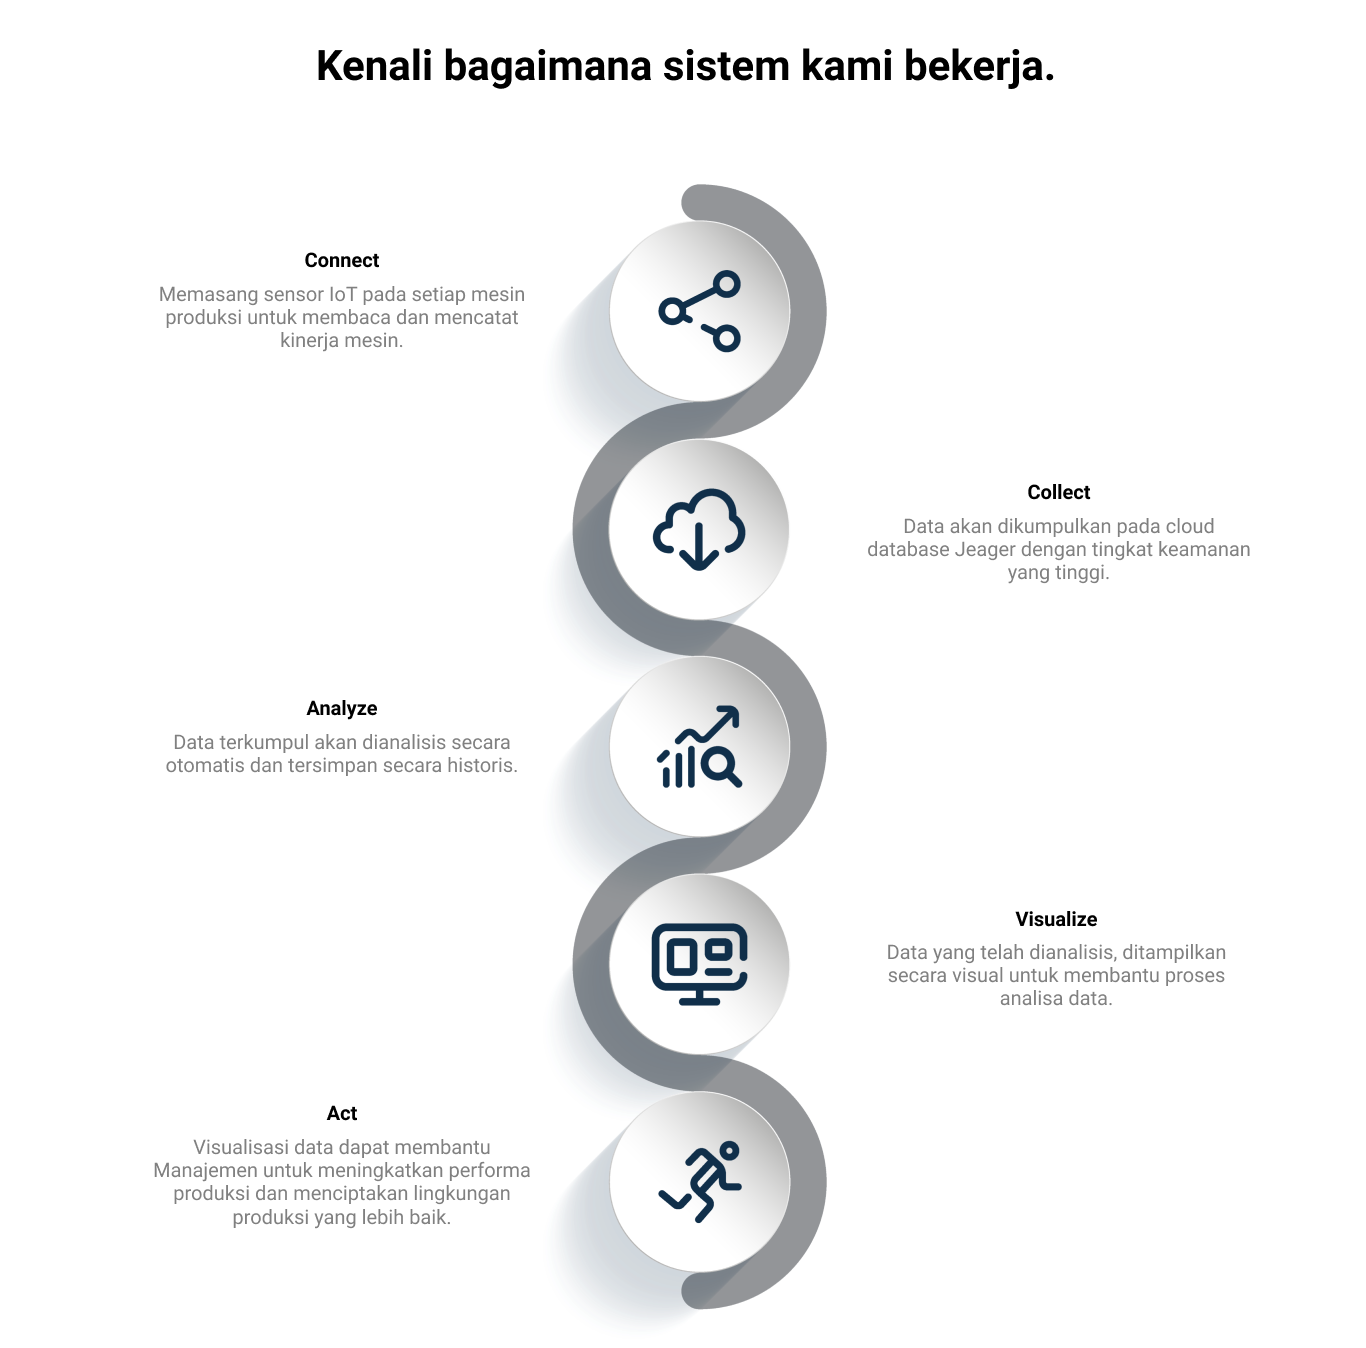 Kenali bagaimana sistem kami bekerja.
Connect
Memasang sensor IoT pada setiap mesin
produksi untuk membaca dan mencatat
kinerja mesin.
Collect
Data akan dikumpulkan pada cloud
database Jeager dengan tingkat keamanan
yang tinggi.
Analyze
Data terkumpul akan dianalisis secara
otomatis dan tersimpan secara historis.
Visualize
Data yang telah dianalisis, ditampilkan
secara visual untuk membantu proses
analisa data.
Act
Visualisasi data dapat membantu
Manajemen untuk meningkatkan performa
produksi dan menciptakan lingkungan
produksi yang lebih baik.